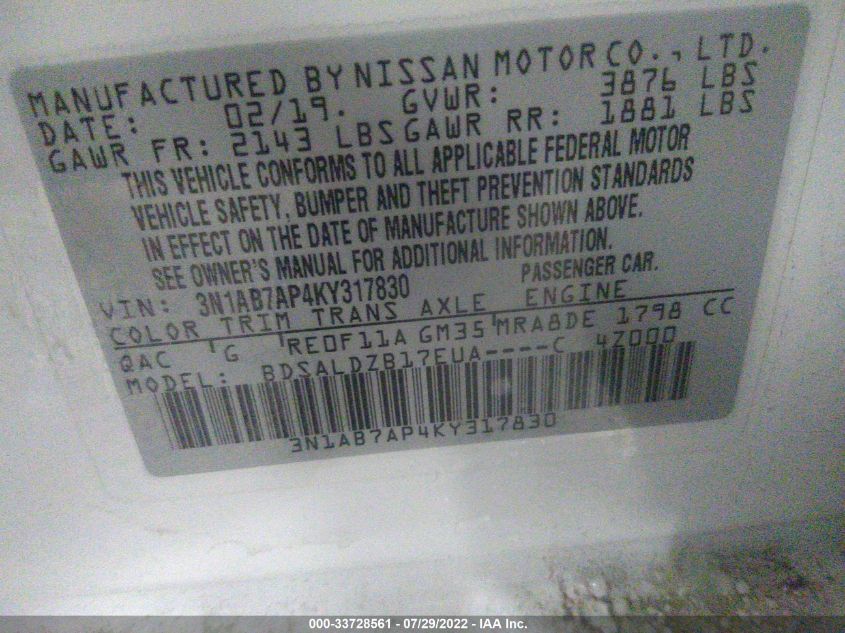 MANUFACTURED BY NISSAN MOTOR CO., LTD.
DATE: 02/19. GVWR: 3876 LBS
GAWR FR: 2143 LBS GAWR RR: 1881 LBS
THIS VEHICLE CONFORMS TO ALL APPLICABLE FEDERAL MOTOR
VEHICLE SAFETY, BUMPER AND THEFT PREVENTION STANDARDS
IN EFFECT ON THE DATE OF MANUFACTURE SHOWN ABOVE.
SEE OWNER'S MANUAL FOR ADDITIONAL INFORMATION.
VIN: 3N1AB7AP4KY317830 PASSENGER CAR.
COLOR TRIM TRANS AXLE ENGINE
QAC G RE0F11A GM35 MRA8DE 1798 CC
MODEL: BDSALDZB17EUA----C 4Z000
3N1AB7AP4KY317830
000-33728561 - 07/29/2022 - IAA Inc.